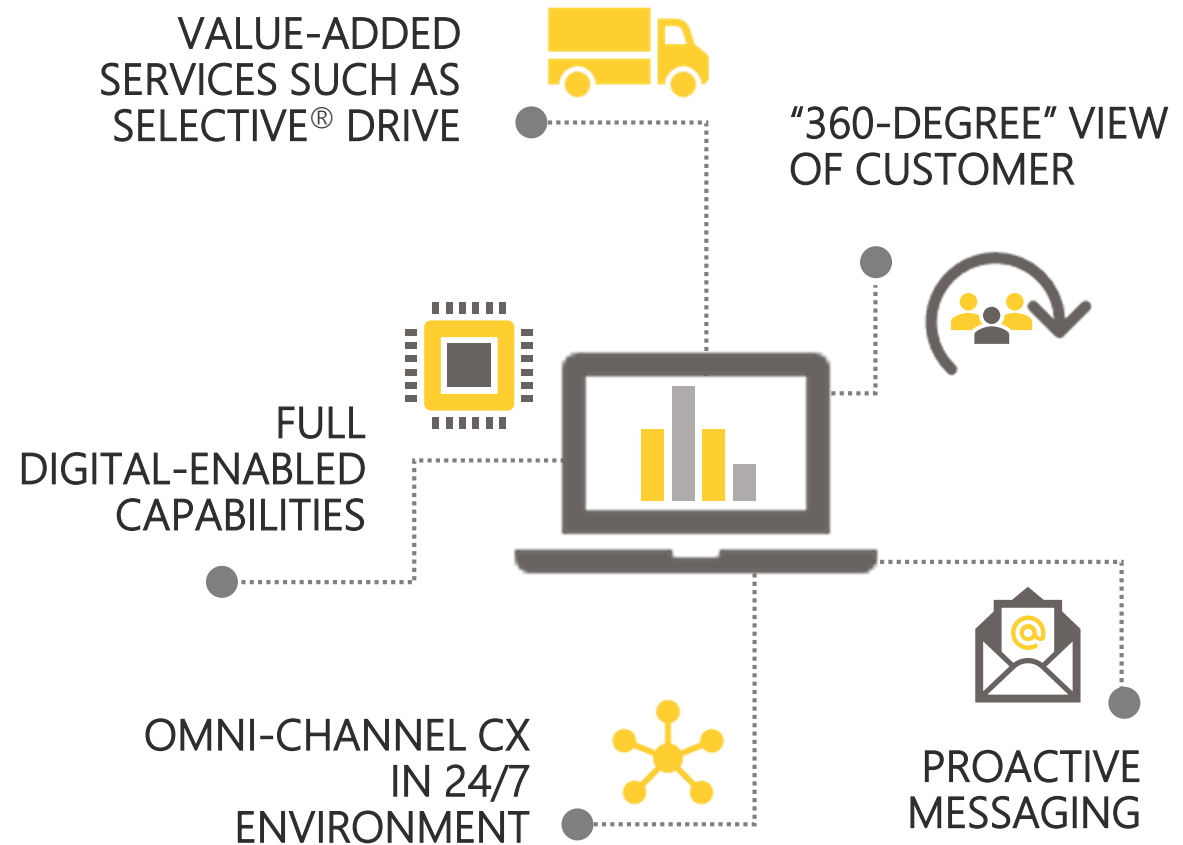 VALUE-ADDED
SERVICES SUCH AS
SELECTIVE® DRIVE
“360-DEGREE” VIEW
OF CUSTOMER
FULL
DIGITAL-ENABLED
CAPABILITIES
@
OMNI-CHANNEL CX
IN 24/7
ENVIRONMENT
PROACTIVE
MESSAGING